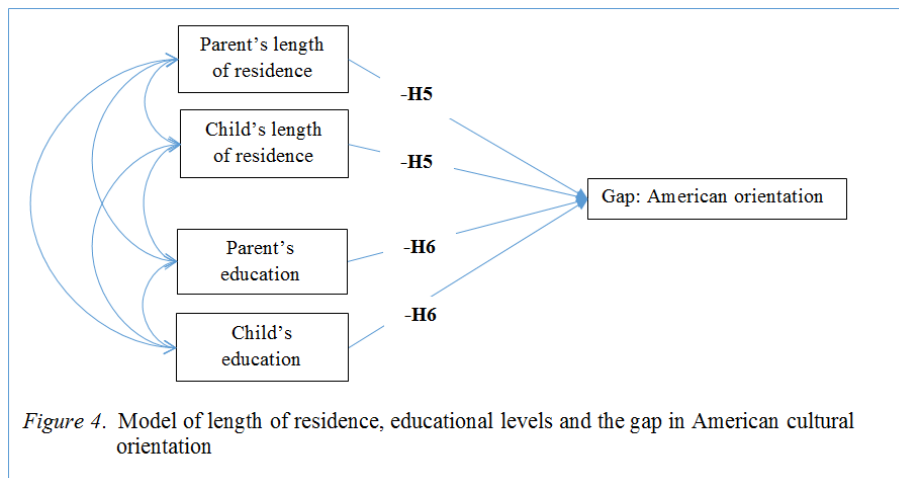 Parent’s length
of residence
-H5
Child’s length
of residence
-H5
Gap: American orientation
Parent’s
education
-H6
Child’s
education
-H6
Figure 4. Model of length of residence, educational levels and the gap in American cultural
orientation